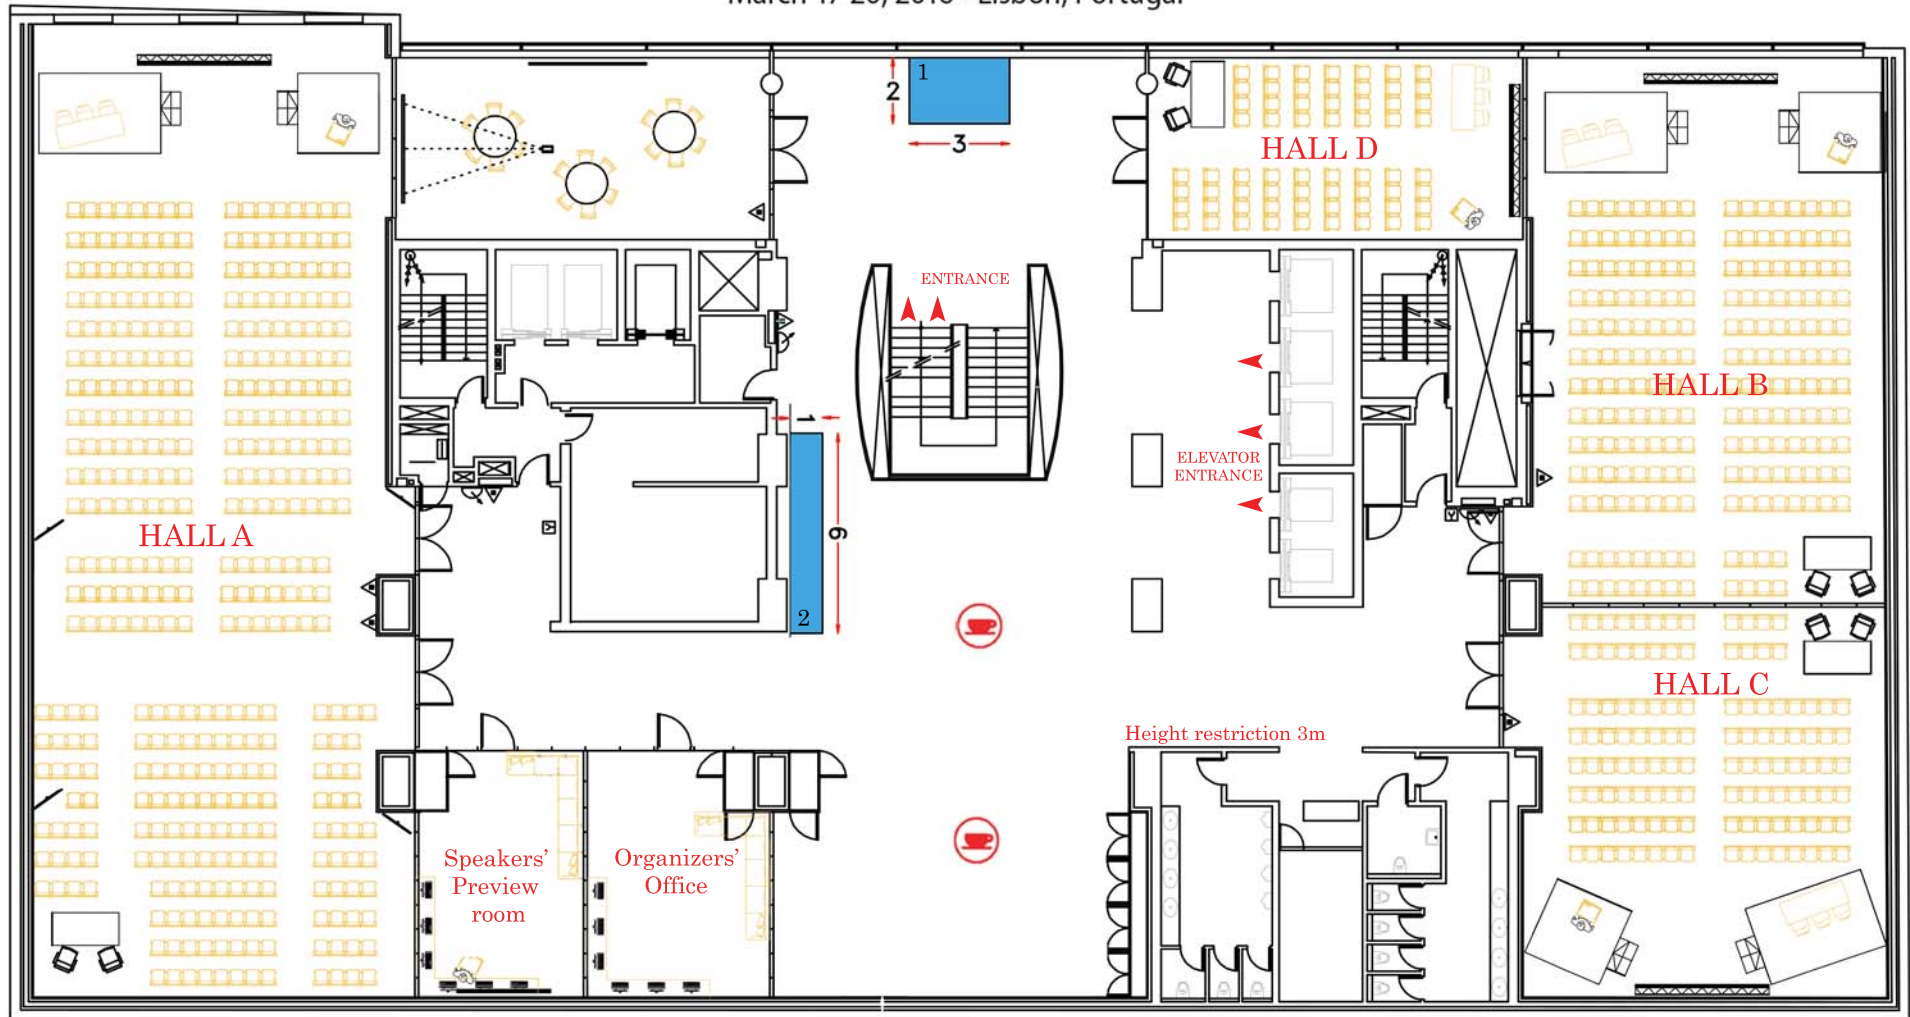 1
2
3
HALL D
ENTRANCE
HALL B
1
ELEVATOR
ENTRANCE
HALL A
6
2
HALL C
Height restriction 3m
Speakers'
Preview
room
Organizers'
Office